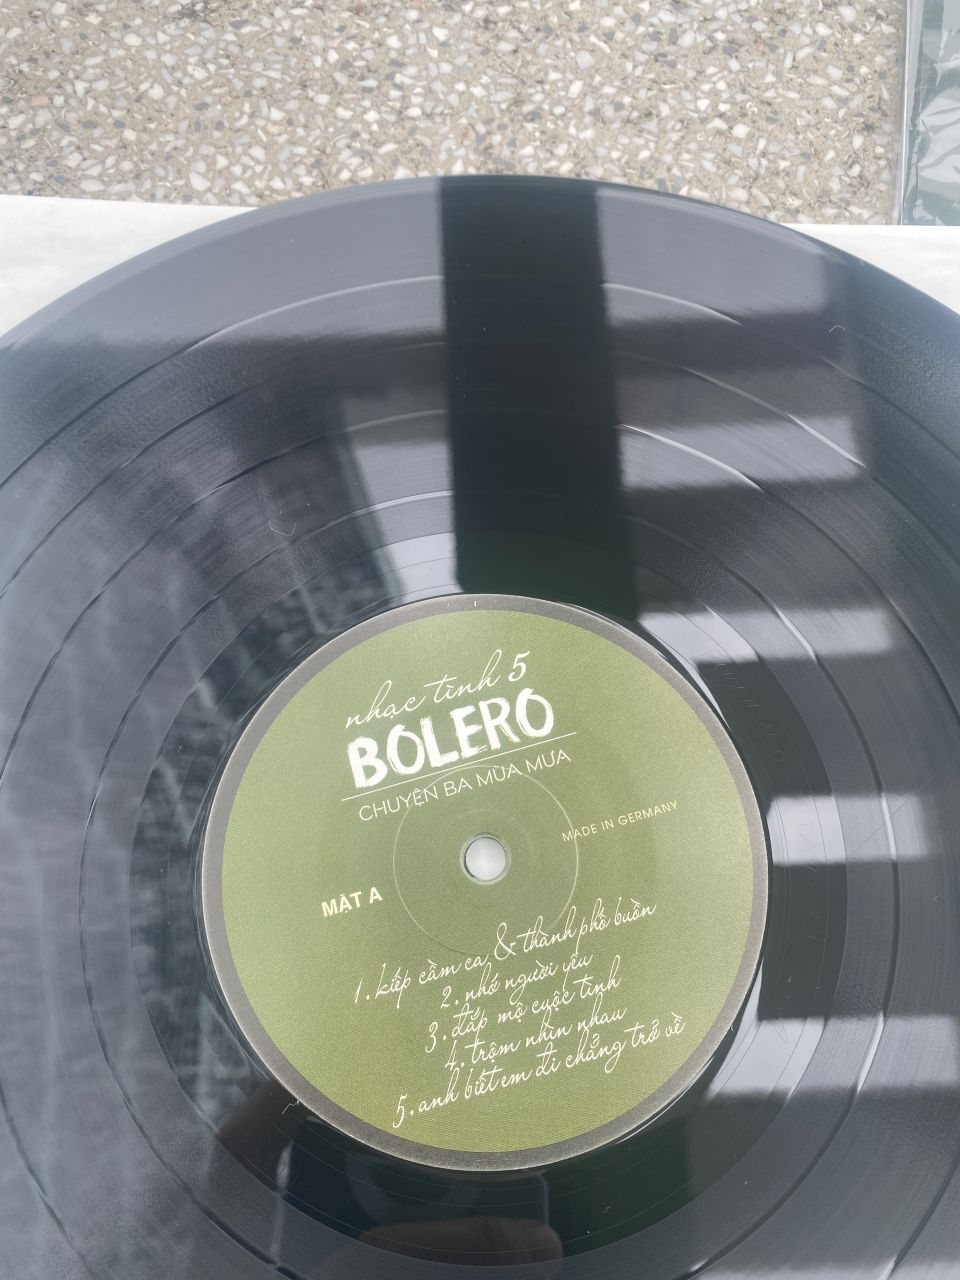 nhạc tình 5
BOLERO
CHUYỆN BA MÙA MƯA
MADE IN GERMANY
MẶT A
1. kiếp cầm ca & thành phố buồn
2. nhớ người yêu
3. đắp mộ cuộc tình
4. trộm nhìn nhau
5. anh biết em đi chẳng trở về